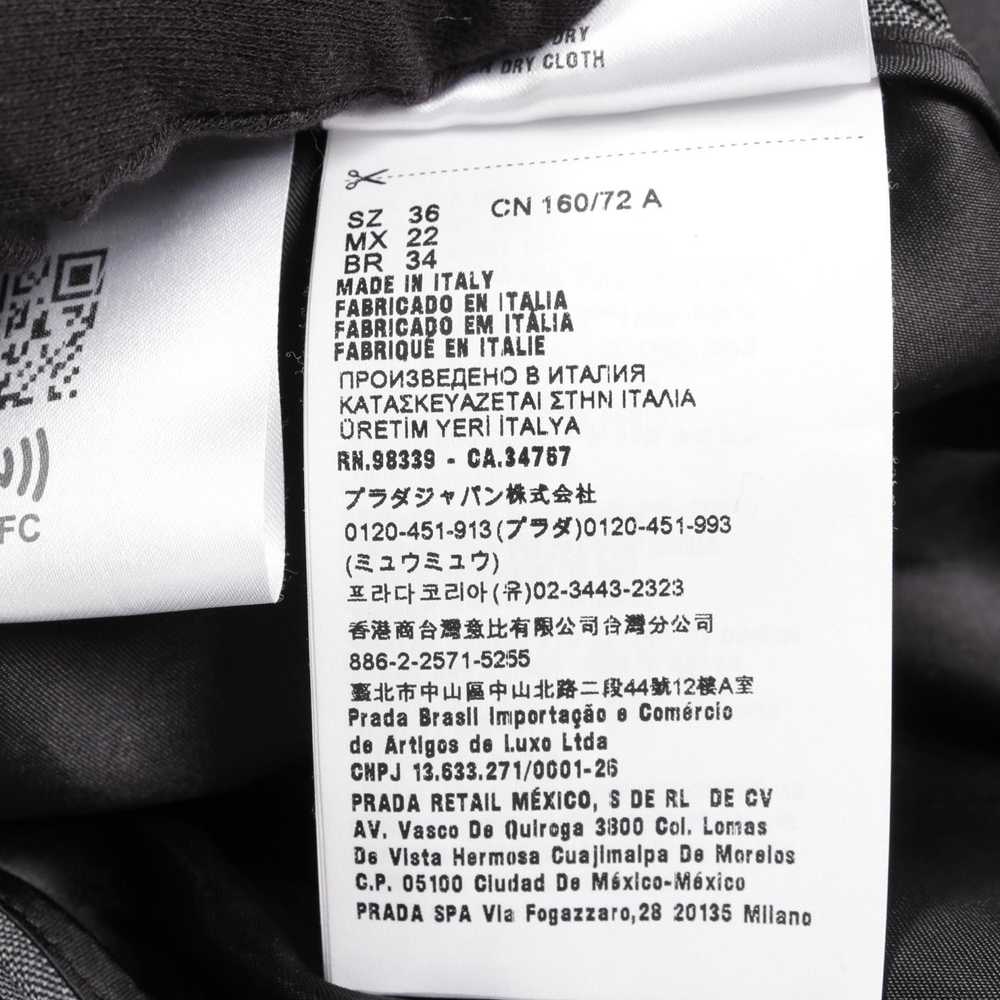 DRY
DRY CLOTH
SZ 36 CN 160/72 A
MX 22
BR 34
MADE IN ITALY
FABRICADO EN ITALIA
FABRICADO EM ITÁLIA
FABRIQUÉ EN ITALIE
ПРОИЗВЕДЕНО В ИТАЛИЯ
ΚΑΤΑΣΚΕΥΑΖΕΤΑΙ ΣΤΗΝ ΙΤΑΛΙΑ
ÜRETİM YERİ İTALYA
RN.98339 - CA.34767
プラダジャパン株式会社
0120-451-913(プラダ)0120-451-993
(ミュウミュウ)
프라다코리아(유)02-3443-2323
香港商台灣意比有限公司台灣分公司
886-2-2571-5255
臺北市中山區中山北路二段44號12樓A室
Prada Brasil Importação e Comércio
de Artigos de Luxo Ltda
CNPJ 13.633.271/0001-26
PRADA RETAIL MÉXICO, S DE RL DE CV
AV. Vasco De Quiroga 3800 Col. Lomas
De Vista Hermosa Cuajimalpa De Morelos
C.P. 05100 Ciudad De México-México
PRADA SPA Via Fogazzaro,28 20135 Milano
FC